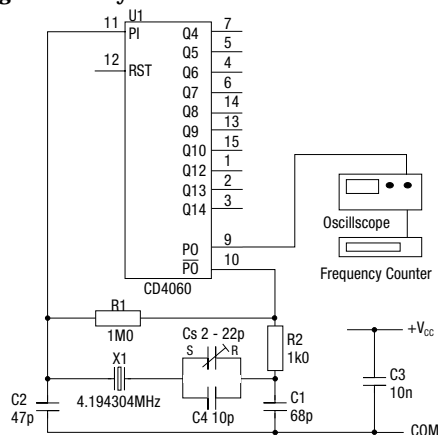 U1
11
PI
Q4
7
Q5
5
12
RST
Q6
4
Q7
6
Q8
14
Q9
13
Q10
15
Q12
1
Q13
2
Q14
3
PO
9
PO
10
CD4060
Oscillscope
Frequency Counter
R1
1M0
Cs 2 - 22p
S
R
R2
1k0
X1
4.194304MHz
C4 10p
C2
47p
C1
68p
+VCC
C3
10n
COM